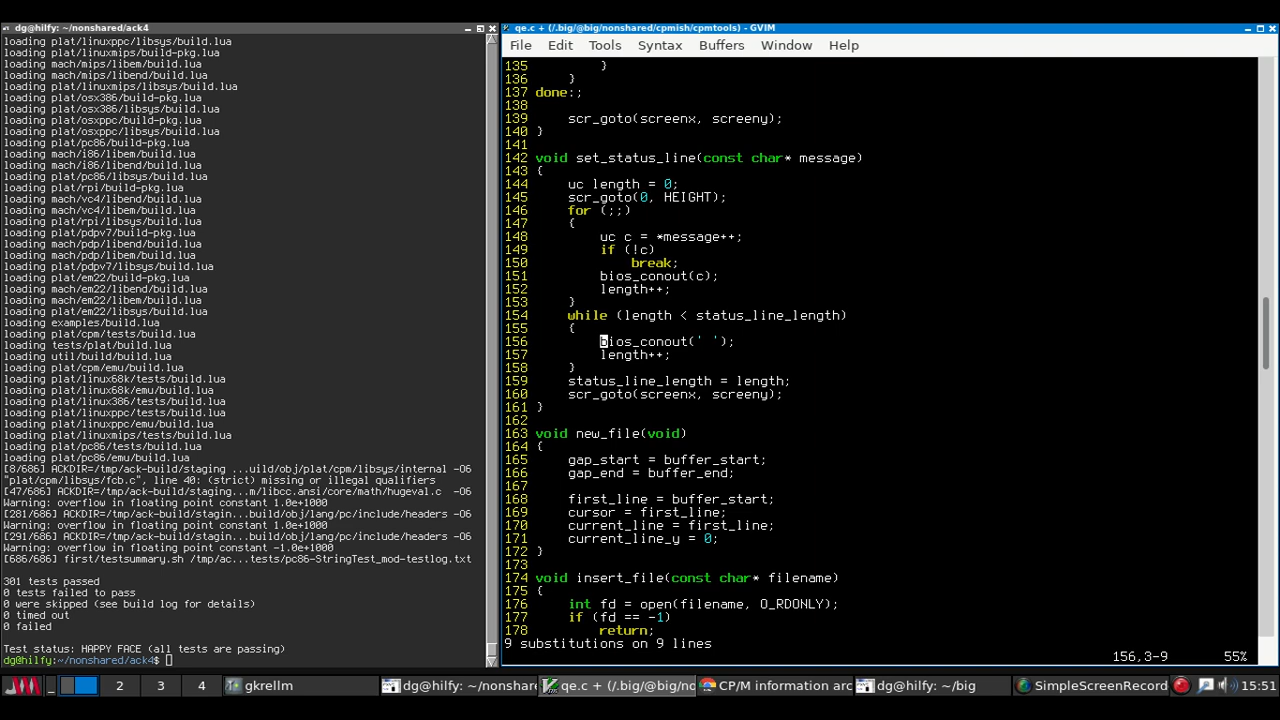 dg@hilfy: ~/nonshared/ack4
loading plat/linuxppc/libsys/build.lua
loading plat/linuxmips/build-pkg.lua
loading mach/mips/libem/build.lua
loading mach/mips/libend/build.lua
loading plat/linuxmips/libsys/build.lua
loading plat/osx386/build-pkg.lua
loading plat/osx386/libsys/build.lua
loading plat/osxppc/build-pkg.lua
loading plat/osxppc/libsys/build.lua
loading plat/pc86/build-pkg.lua
loading mach/i86/libem/build.lua
loading mach/i86/libend/build.lua
loading plat/pc86/libsys/build.lua
loading plat/rpi/build-pkg.lua
loading mach/vc4/libend/build.lua
loading mach/vc4/libem/build.lua
loading plat/rpi/libsys/build.lua
loading plat/pdpv7/build-pkg.lua
loading mach/pdp/libend/build.lua
loading mach/pdp/libem/build.lua
loading plat/pdpv7/libsys/build.lua
loading plat/em22/build-pkg.lua
loading mach/em22/libend/build.lua
loading mach/em22/libem/build.lua
loading plat/em22/libsys/build.lua
loading examples/build.lua
loading plat/cpm/tests/build.lua
loading tests/plat/build.lua
loading util/build/build.lua
loading plat/cpm/emu/build.lua
loading plat/linux68k/tests/build.lua
loading plat/linux68k/emu/build.lua
loading plat/linux386/tests/build.lua
loading plat/linuxppc/tests/build.lua
loading plat/linuxppc/emu/build.lua
loading plat/linuxmips/tests/build.lua
loading plat/pc86/tests/build.lua
loading plat/pc86/emu/build.lua
[8/686] ACKDIR=/tmp/ack-build/staging ...uild/obj/plat/cpm/libsys/internal -O6
"plat/cpm/libsys/fcb.c", line 40: (strict) missing or illegal qualifiers
[47/686] ACKDIR=/tmp/ack-build/staging...m/libcc.ansi/core/math/hugeval.c  -O6
Warning: overflow in floating point constant 1.0e+1000
[281/686] ACKDIR=/tmp/ack-build/stagin...build/obj/lang/pc/include/headers -O6
Warning: overflow in floating point constant 1.0e+1000
[291/686] ACKDIR=/tmp/ack-build/stagin...build/obj/lang/pc/include/headers -O6
Warning: overflow in floating point constant -1.0e+1000
[686/686] first/testsummary.sh /tmp/ac...tests/pc86-StringTest_mod-testlog.txt
301 tests passed
0 tests failed to pass
0 were skipped (see build log for details)
0 timed out
0 failed
Test status: HAPPY FACE (all tests are passing)
dg@hilfy:~/nonshared/ack4$
qe.c + (/.big/@big/nonshared/cpmish/cpmtools) - GVIM
File Edit Tools Syntax Buffers Window Help
135         }
136     }
137 done:;
138
139     scr_goto(screenx, screeny);
140 }
141
142 void set_status_line(const char* message)
143 {
144     uc length = 0;
145     scr_goto(0, HEIGHT);
146     for (;;)
147     {
148         uc c = *message++;
149         if (!c)
150             break;
151         bios_conout(c);
152         length++;
153     }
154     while (length < status_line_length)
155     {
156         bios_conout(' ');
157         length++;
158     }
159     status_line_length = length;
160     scr_goto(screenx, screeny);
161 }
162
163 void new_file(void)
164 {
165     gap_start = buffer_start;
166     gap_end = buffer_end;
167
168     first_line = buffer_start;
169     cursor = first_line;
170     current_line = first_line;
171     current_line_y = 0;
172 }
173
174 void insert_file(const char* filename)
175 {
176     int fd = open(filename, O_RDONLY);
177     if (fd == -1)
178         return;
9 substitutions on 9 lines
156,3-9 55%
2 3 4 gkrellm dg@hilfy: ~/nonshare qe.c + (/.big/@big/no CP/M information arc dg@hilfy: ~/big SimpleScreenRecord 15:51